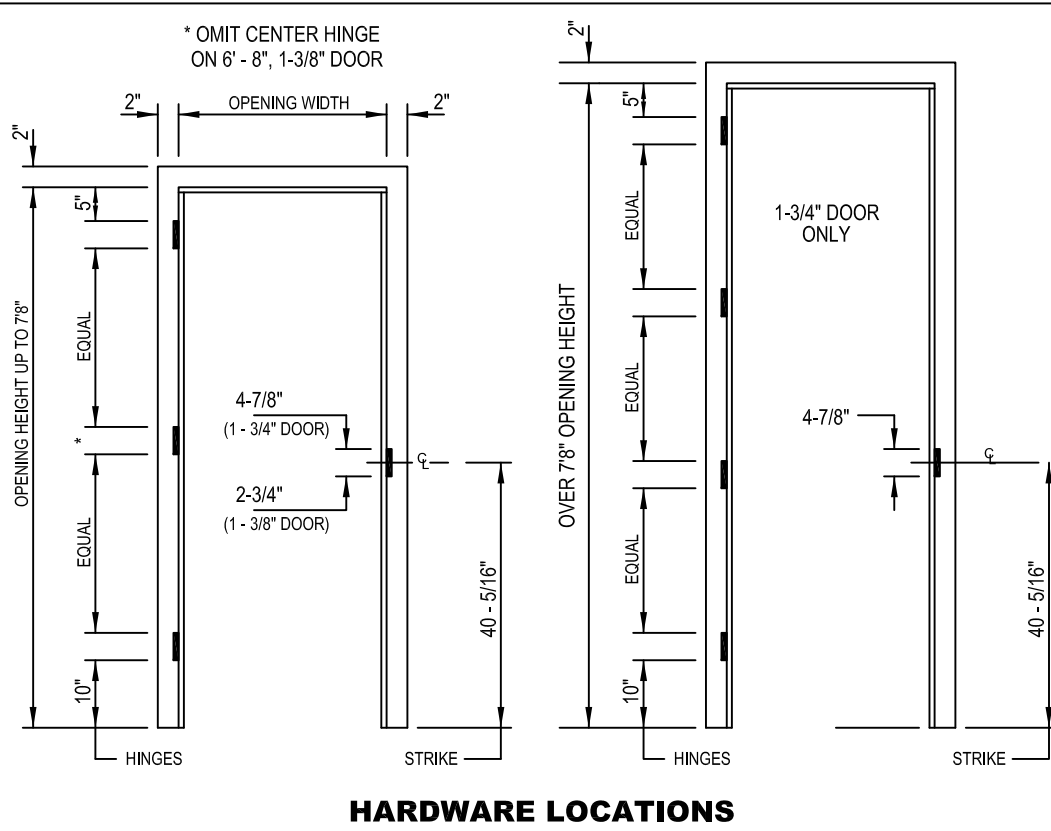 * OMIT CENTER HINGE
ON 6' - 8", 1-3/8" DOOR
2"
OPENING WIDTH
2"
2"
5"
OPENING HEIGHT UP TO 7'8"
EQUAL
*
EQUAL
10"
4-7/8"
(1 - 3/4" DOOR)
2-3/4"
(1 - 3/8" DOOR)
CL
40 - 5/16"
HINGES
STRIKE
2"
5"
OVER 7'8" OPENING HEIGHT
EQUAL
EQUAL
EQUAL
10"
1-3/4" DOOR
ONLY
4-7/8"
CL
40 - 5/16"
HINGES
STRIKE
HARDWARE LOCATIONS